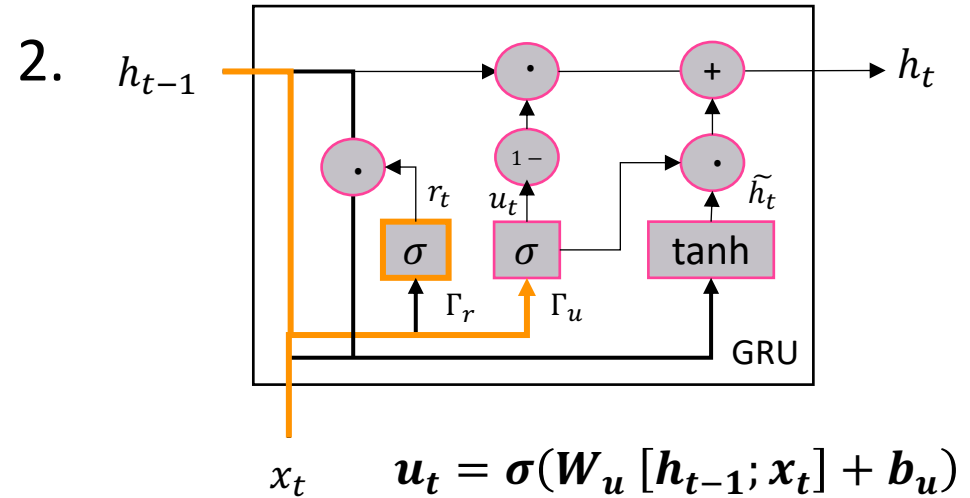 2.
h_{t-1}
·
+
h_t
·
1 −
·
r_t
u_t
h̃_t
σ
σ
tanh
Γ_r
Γ_u
GRU
x_t
u_t = σ(W_u [h_{t-1}; x_t] + b_u)